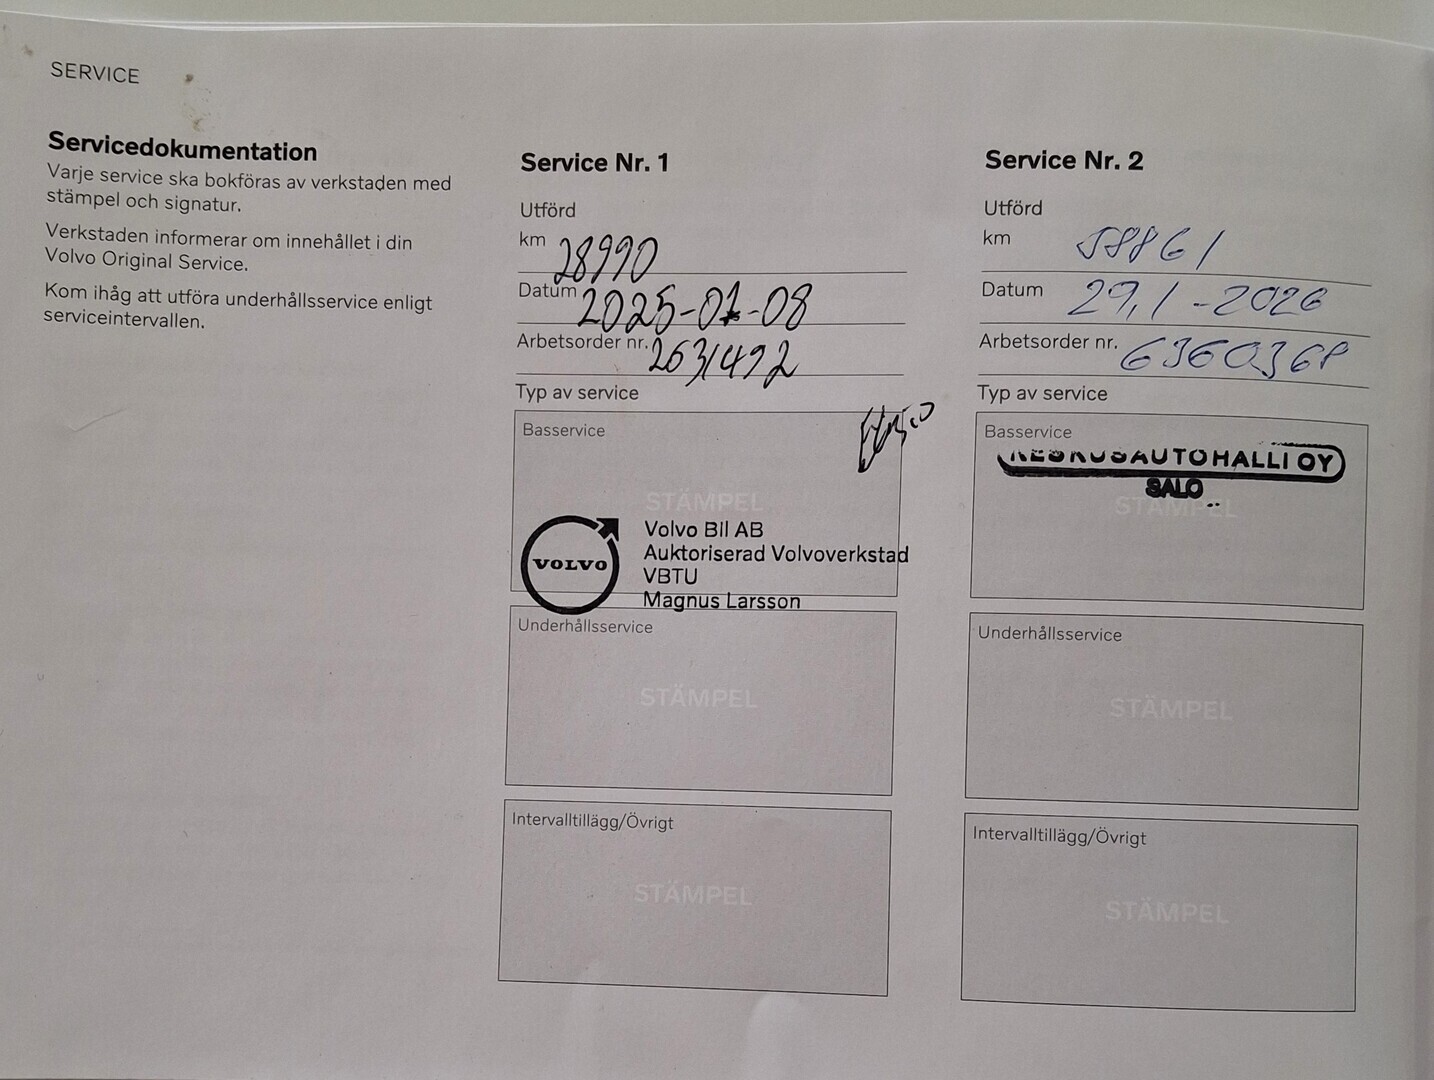 SERVICE
Servicedokumentation
Varje service ska bokföras av verkstaden med
stämpel och signatur.
Verkstaden informerar om innehållet i din
Volvo Original Service.
Kom ihåg att utföra underhållsservice enligt
serviceintervallen.
Service Nr. 1
Utförd
km 28990
Datum 2025-01-08
Arbetsorder nr. 2631492
Typ av service
Basservice
STÄMPEL
VOLVO
Volvo Bil AB
Auktoriserad Volvoverkstad
VBTU
Magnus Larsson
Underhållsservice
STÄMPEL
Intervalltillägg/Övrigt
STÄMPEL
Service Nr. 2
Utförd
km 58861
Datum 29,1-2026
Arbetsorder nr. 6360368
Typ av service
Basservice
KESKUSAUTOHALLI OY
SALO
STÄMPEL
Underhållsservice
STÄMPEL
Intervalltillägg/Övrigt
STÄMPEL